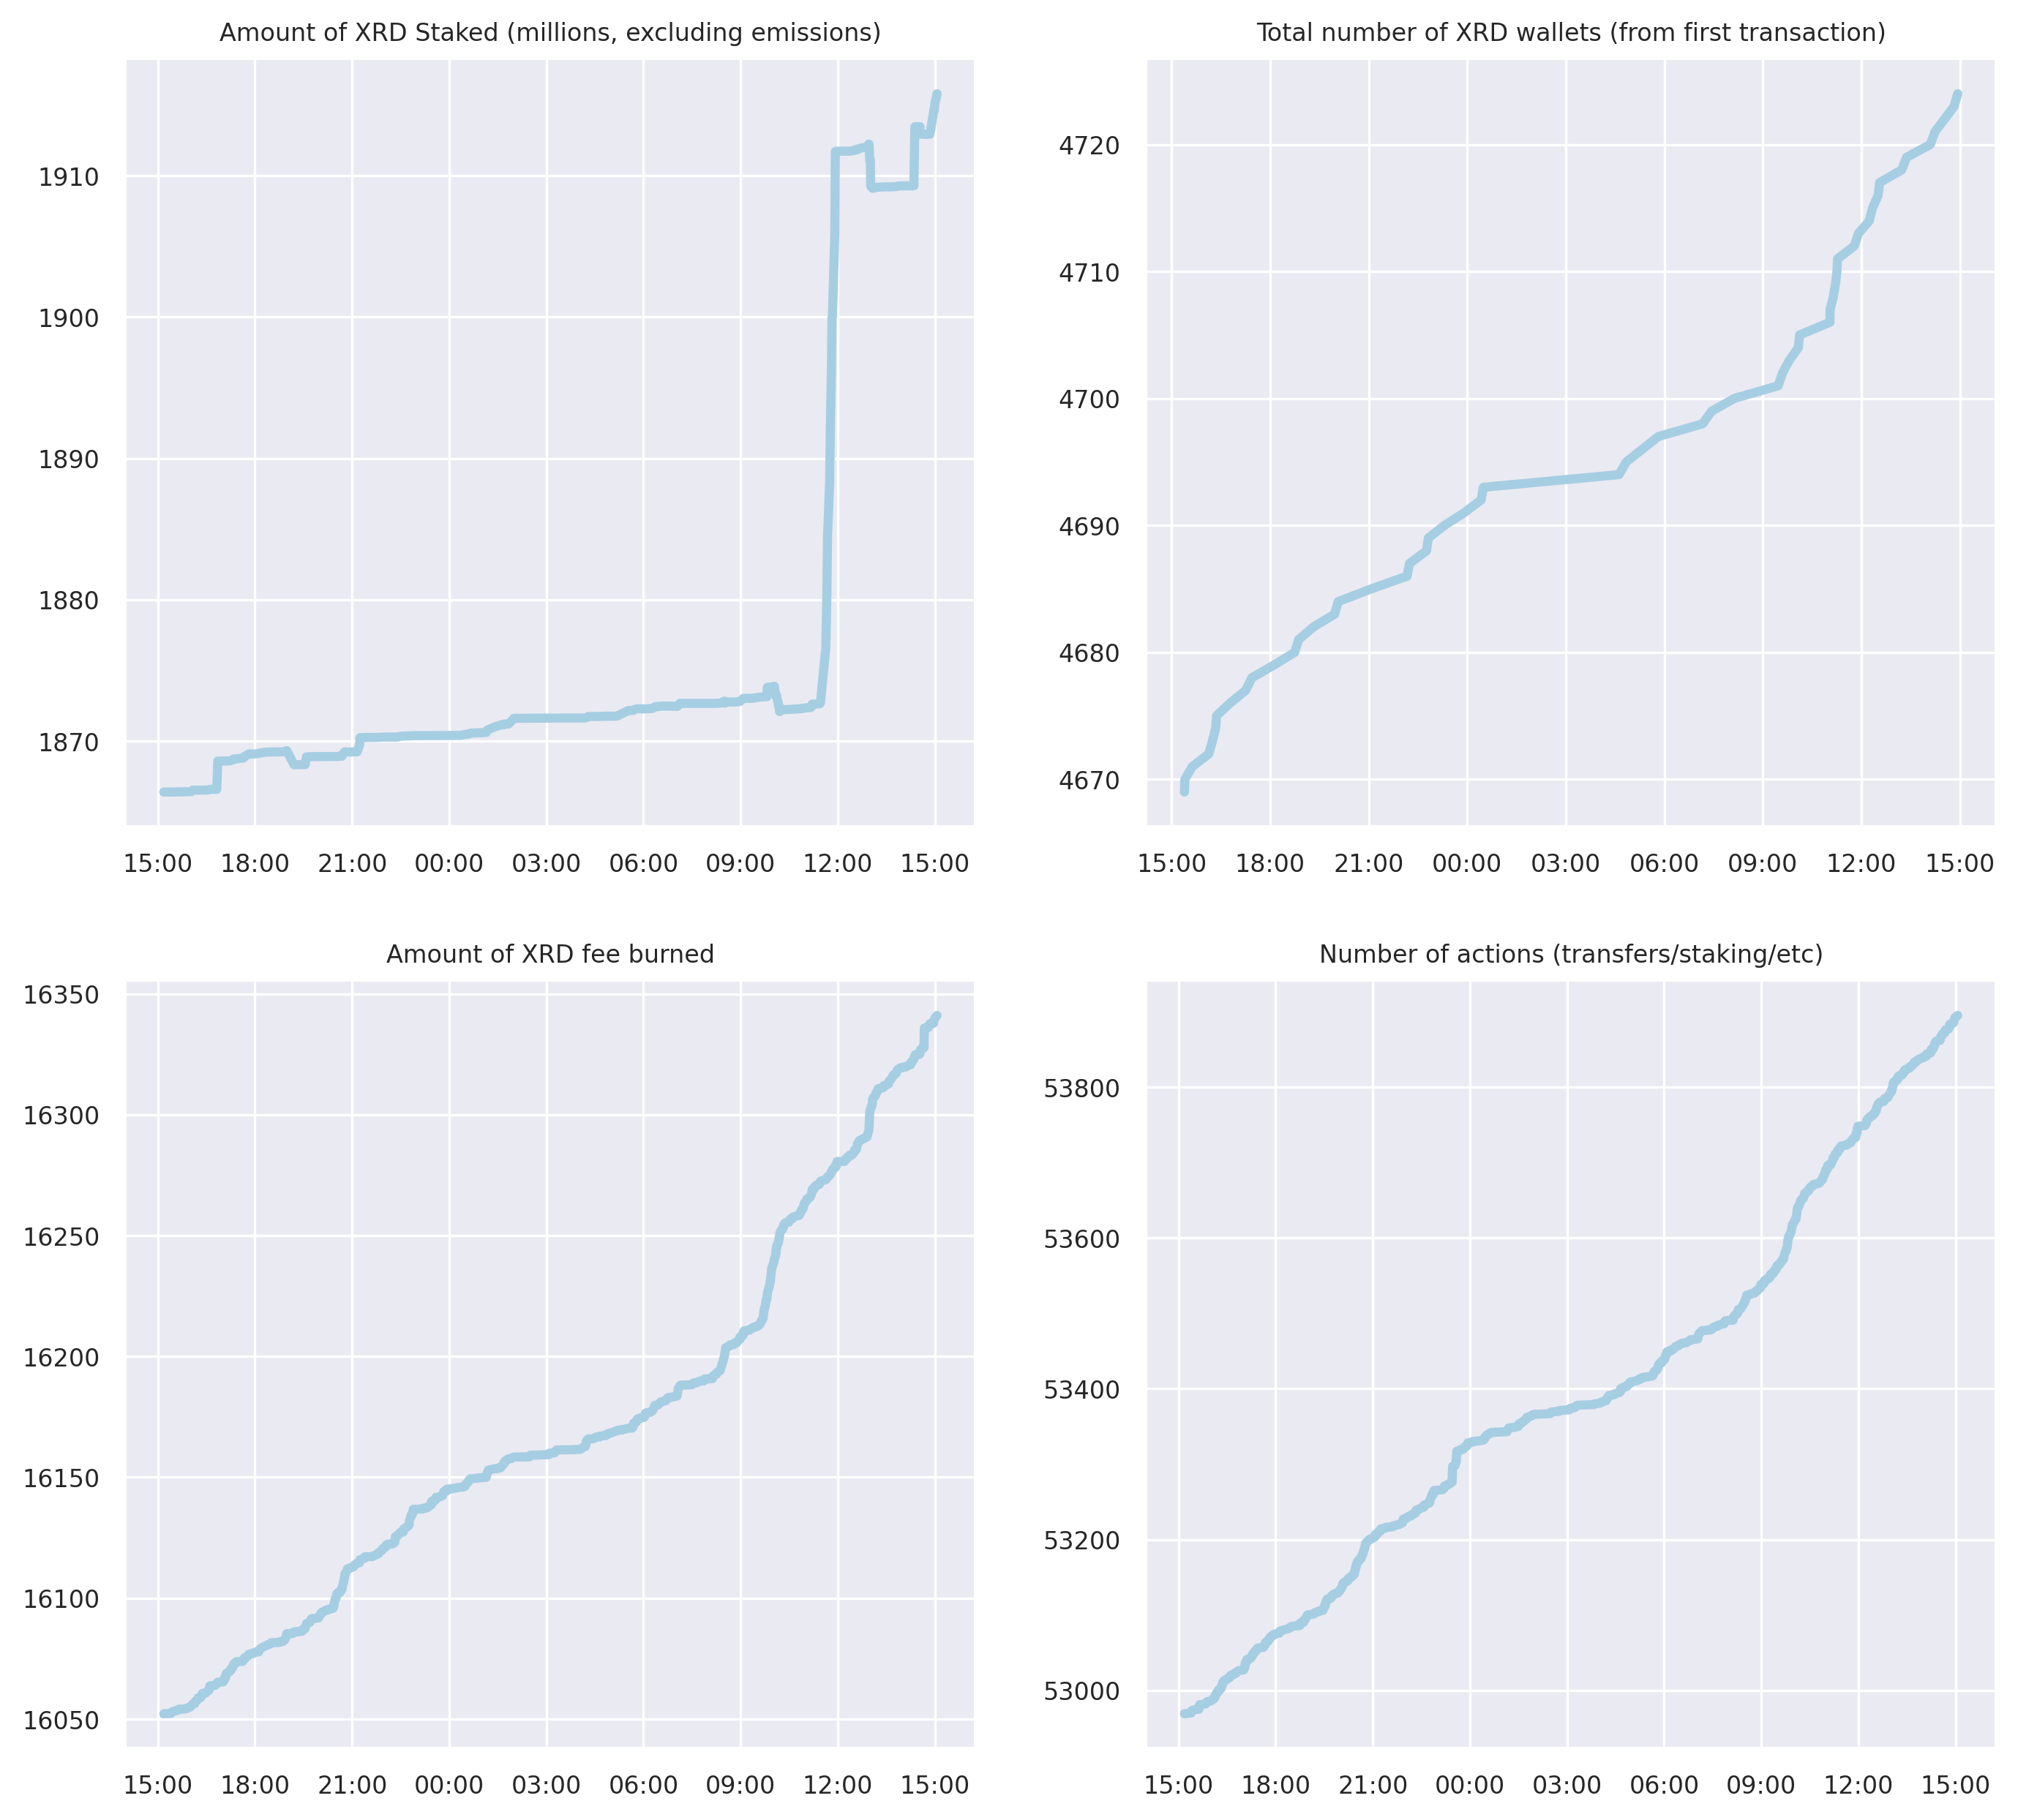 Amount of XRD Staked (millions, excluding emissions)
1910
1900
1890
1880
1870
15:00 18:00 21:00 00:00 03:00 06:00 09:00 12:00 15:00
Total number of XRD wallets (from first transaction)
4720
4710
4700
4690
4680
4670
15:00 18:00 21:00 00:00 03:00 06:00 09:00 12:00 15:00
Amount of XRD fee burned
16350
16300
16250
16200
16150
16100
16050
15:00 18:00 21:00 00:00 03:00 06:00 09:00 12:00 15:00
Number of actions (transfers/staking/etc)
53800
53600
53400
53200
53000
15:00 18:00 21:00 00:00 03:00 06:00 09:00 12:00 15:00